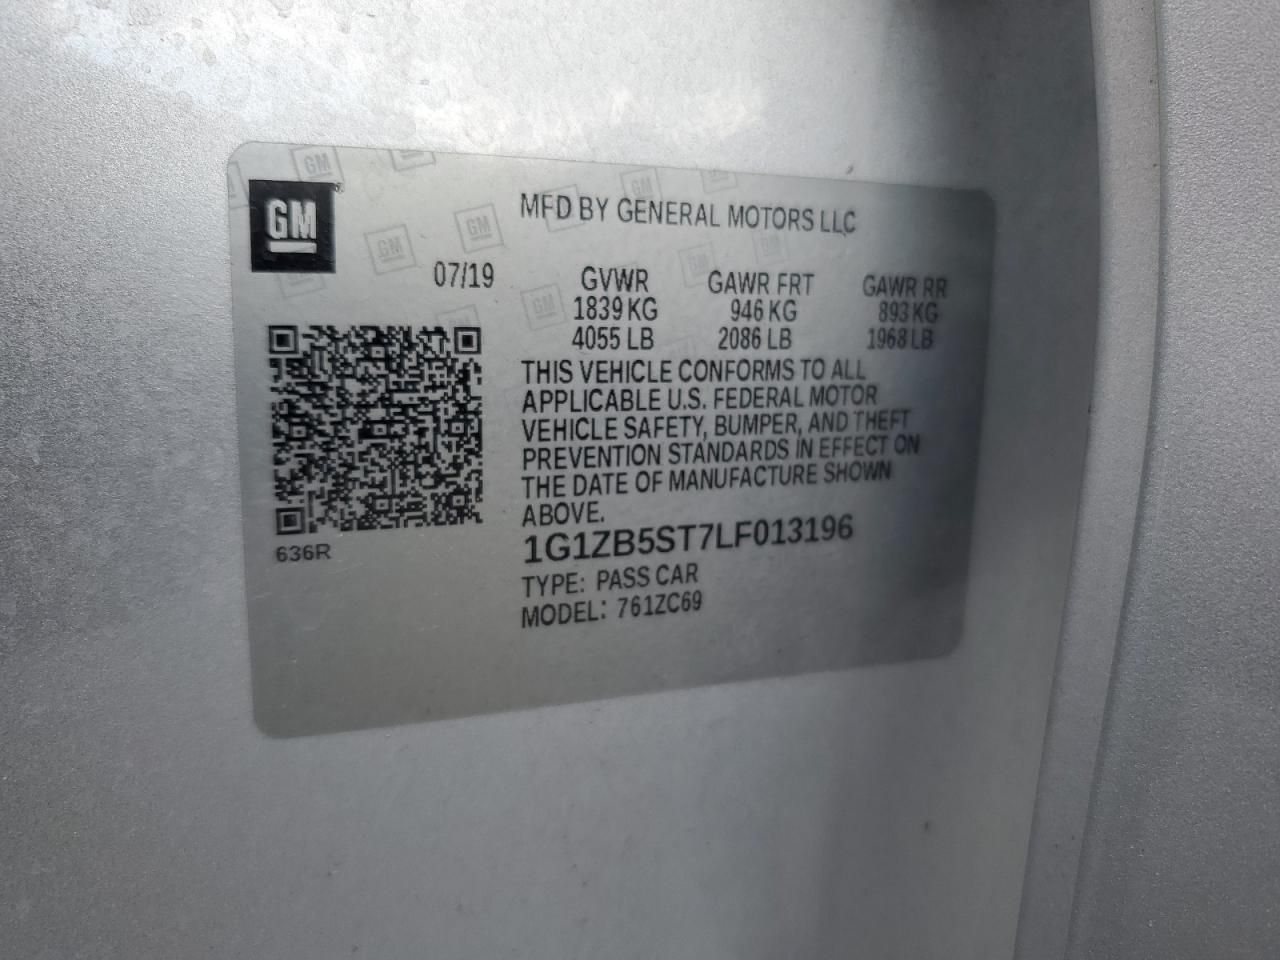 GM
MFD BY GENERAL MOTORS LLC
07/19 GVWR GAWR FRT GAWR RR
1839 KG 946 KG 893 KG
4055 LB 2086 LB 1968 LB
THIS VEHICLE CONFORMS TO ALL
APPLICABLE U.S. FEDERAL MOTOR
VEHICLE SAFETY, BUMPER, AND THEFT
PREVENTION STANDARDS IN EFFECT ON
THE DATE OF MANUFACTURE SHOWN
ABOVE.
636R
1G1ZB5ST7LF013196
TYPE: PASS CAR
MODEL: 761ZC69